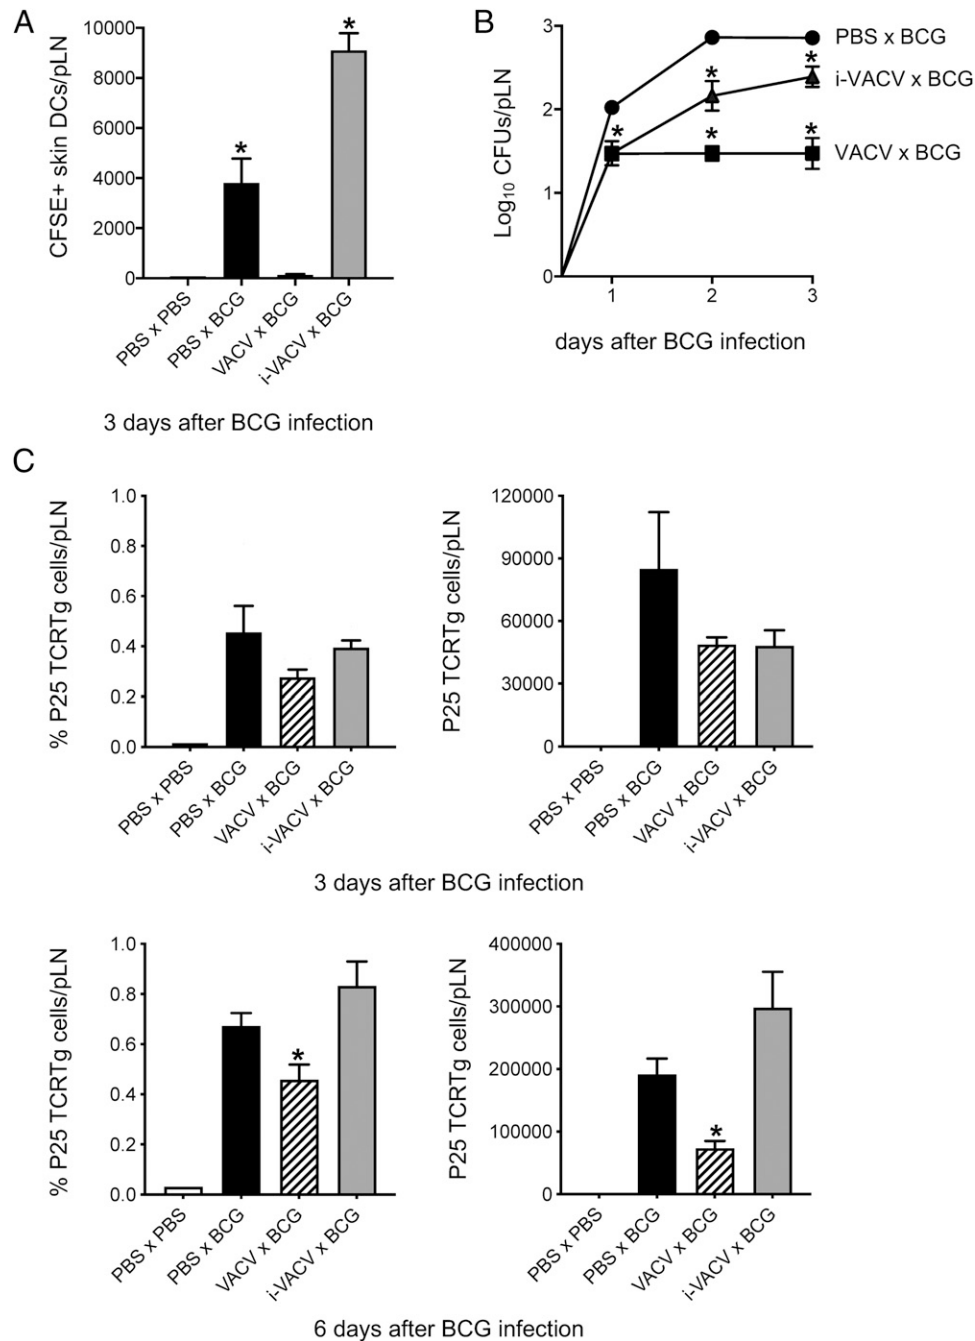 A
CFSE+ skin DCs/pLN
10000
8000
6000
4000
2000
0
*
*
PBS x PBS
PBS x BCG
VACV x BCG
i-VACV x BCG
3 days after BCG infection
B
Log₁₀ CFUs/pLN
3
2
1
0
PBS x BCG
i-VACV x BCG
VACV x BCG
*
*
*
*
*
1
2
3
days after BCG infection
C
% P25 TCRTg cells/pLN
1.0
0.8
0.6
0.4
0.2
0.0
PBS x PBS
PBS x BCG
VACV x BCG
i-VACV x BCG
P25 TCRTg cells/pLN
120000
90000
60000
30000
0
PBS x PBS
PBS x BCG
VACV x BCG
i-VACV x BCG
3 days after BCG infection
% P25 TCRTg cells/pLN
1.0
0.8
0.6
0.4
0.2
0.0
*
PBS x PBS
PBS x BCG
VACV x BCG
i-VACV x BCG
P25 TCRTg cells/pLN
400000
300000
200000
100000
0
*
PBS x PBS
PBS x BCG
VACV x BCG
i-VACV x BCG
6 days after BCG infection